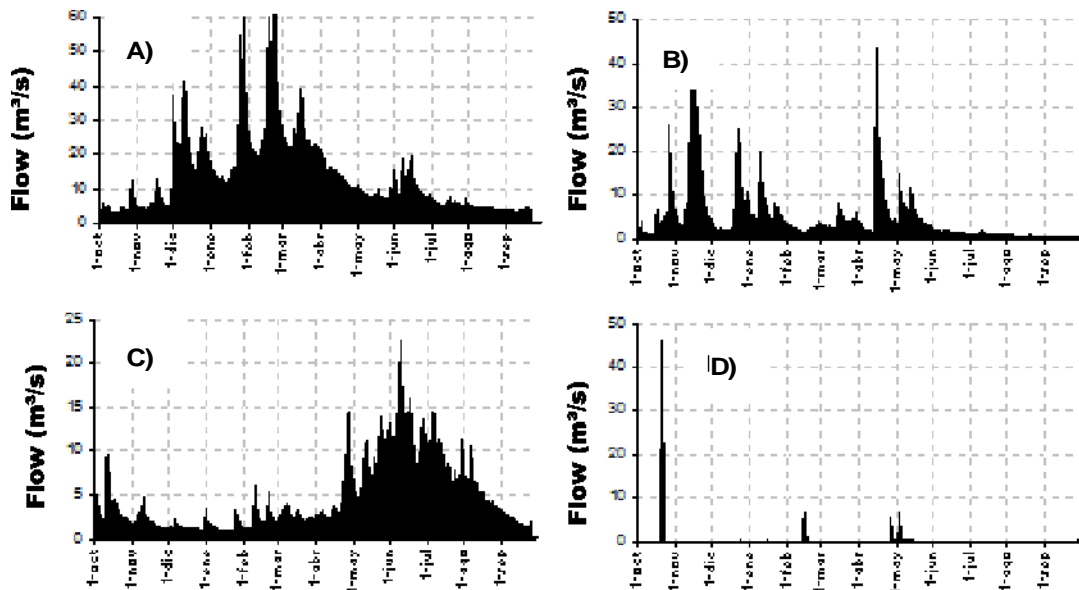 A)
Flow (m³/s)
60
50
40
30
20
10
0
1-oct
1-nov
1-dic
1-ene
1-feb
1-mar
1-abr
1-may
1-jun
1-jul
1-ago
1-sep
B)
Flow (m³/s)
50
40
30
20
10
0
1-oct
1-nov
1-dic
1-ene
1-feb
1-mar
1-abr
1-may
1-jun
1-jul
1-ago
1-sep
C)
Flow (m³/s)
25
20
15
10
5
0
1-oct
1-nov
1-dic
1-ene
1-feb
1-mar
1-abr
1-may
1-jun
1-jul
1-ago
1-sep
D)
Flow (m³/s)
50
40
30
20
10
0
1-oct
1-nov
1-dic
1-ene
1-feb
1-mar
1-abr
1-may
1-jun
1-jul
1-ago
1-sep